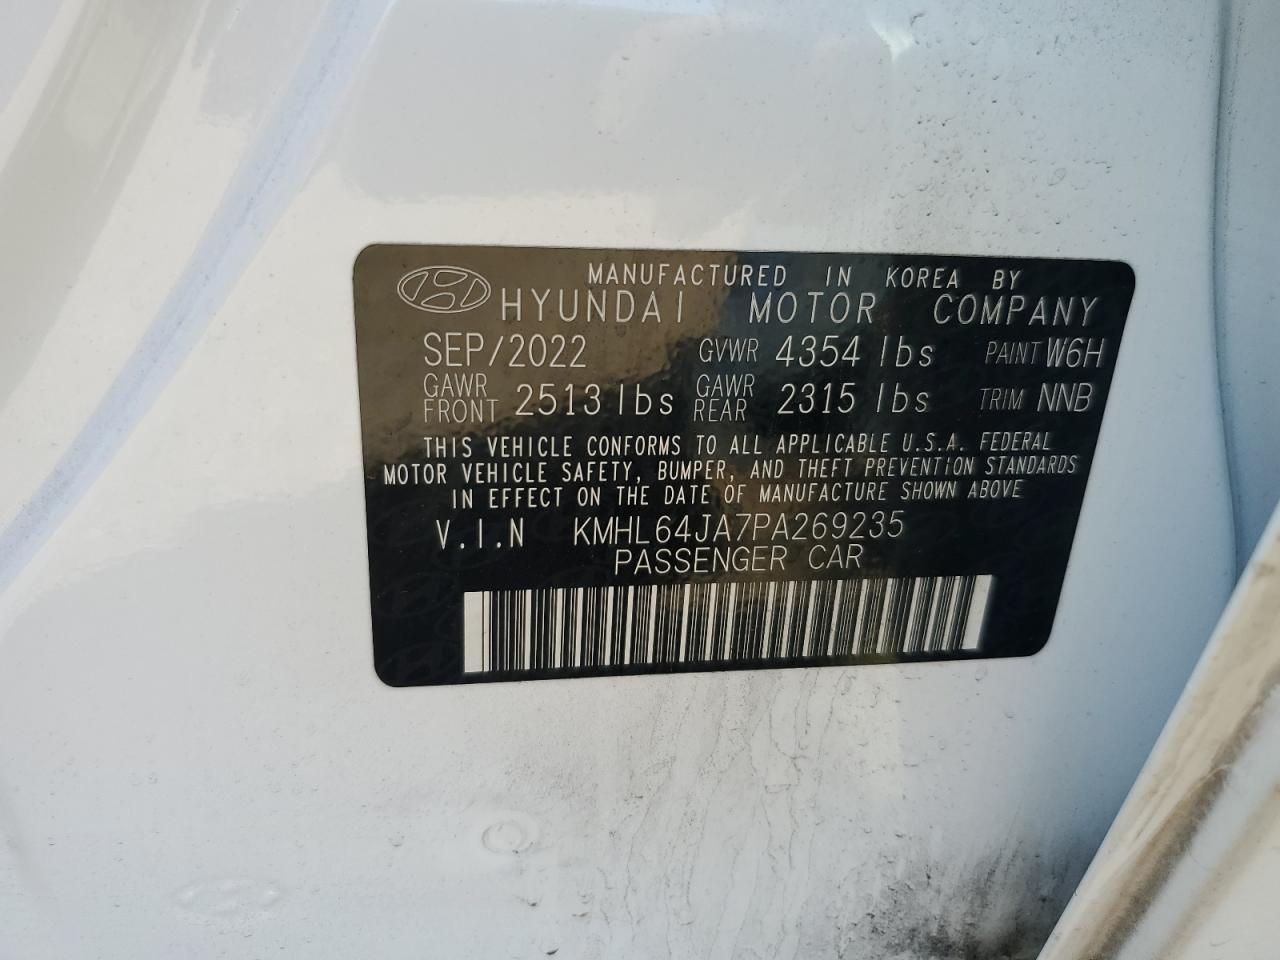 MANUFACTURED IN KOREA BY
HYUNDAI MOTOR COMPANY
SEP/2022 GVWR 4354 lbs PAINT W6H
GAWR FRONT 2513 lbs GAWR REAR 2315 lbs TRIM NNB
THIS VEHICLE CONFORMS TO ALL APPLICABLE U.S.A. FEDERAL
MOTOR VEHICLE SAFETY, BUMPER, AND THEFT PREVENTION STANDARDS
IN EFFECT ON THE DATE OF MANUFACTURE SHOWN ABOVE
V.I.N KMHL64JA7PA269235
PASSENGER CAR